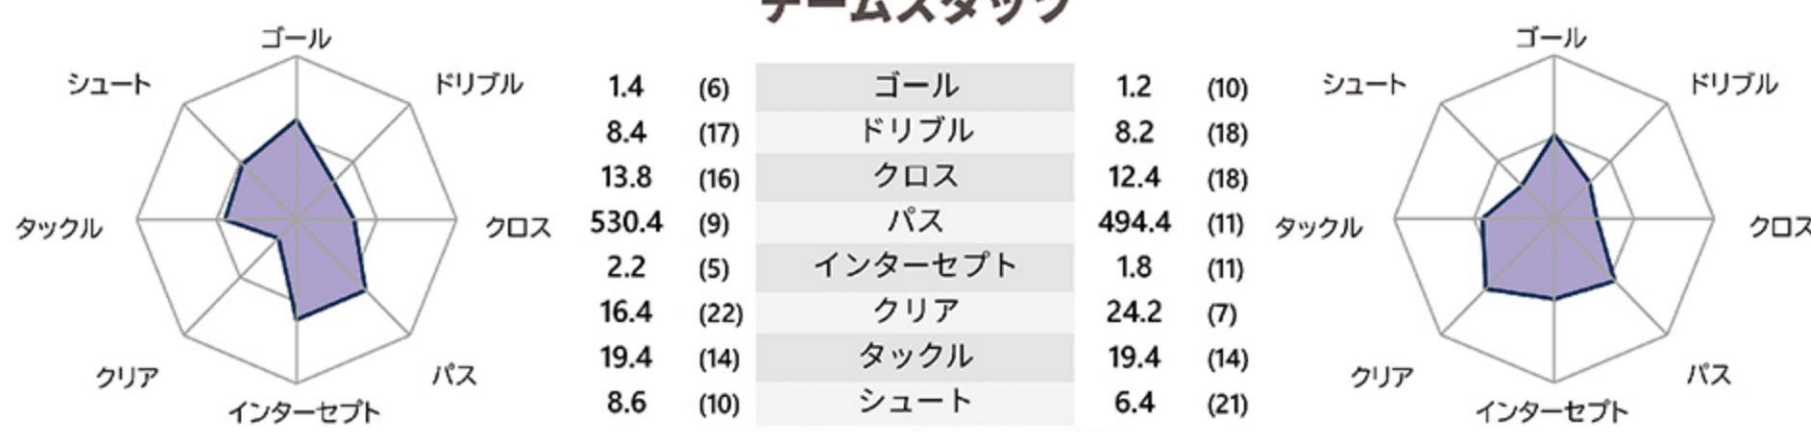 チームスタッツ
ゴール
シュート ドリブル
タックル クロス
クリア パス
インターセプト
1.4 (6) ゴール 1.2 (10)
8.4 (17) ドリブル 8.2 (18)
13.8 (16) クロス 12.4 (18)
530.4 (9) パス 494.4 (11)
2.2 (5) インターセプト 1.8 (11)
16.4 (22) クリア 24.2 (7)
19.4 (14) タックル 19.4 (14)
8.6 (10) シュート 6.4 (21)
ゴール
シュート ドリブル
タックル クロス
クリア パス
インターセプト